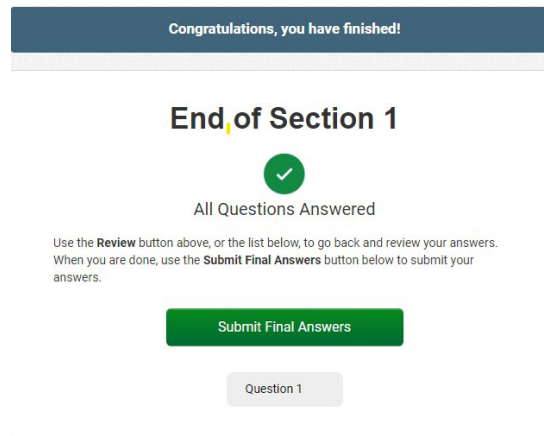 Congratulations, you have finished!
End of Section 1
All Questions Answered
Use the Review button above, or the list below, to go back and review your answers.
When you are done, use the Submit Final Answers button below to submit your
answers.
Submit Final Answers
Question 1